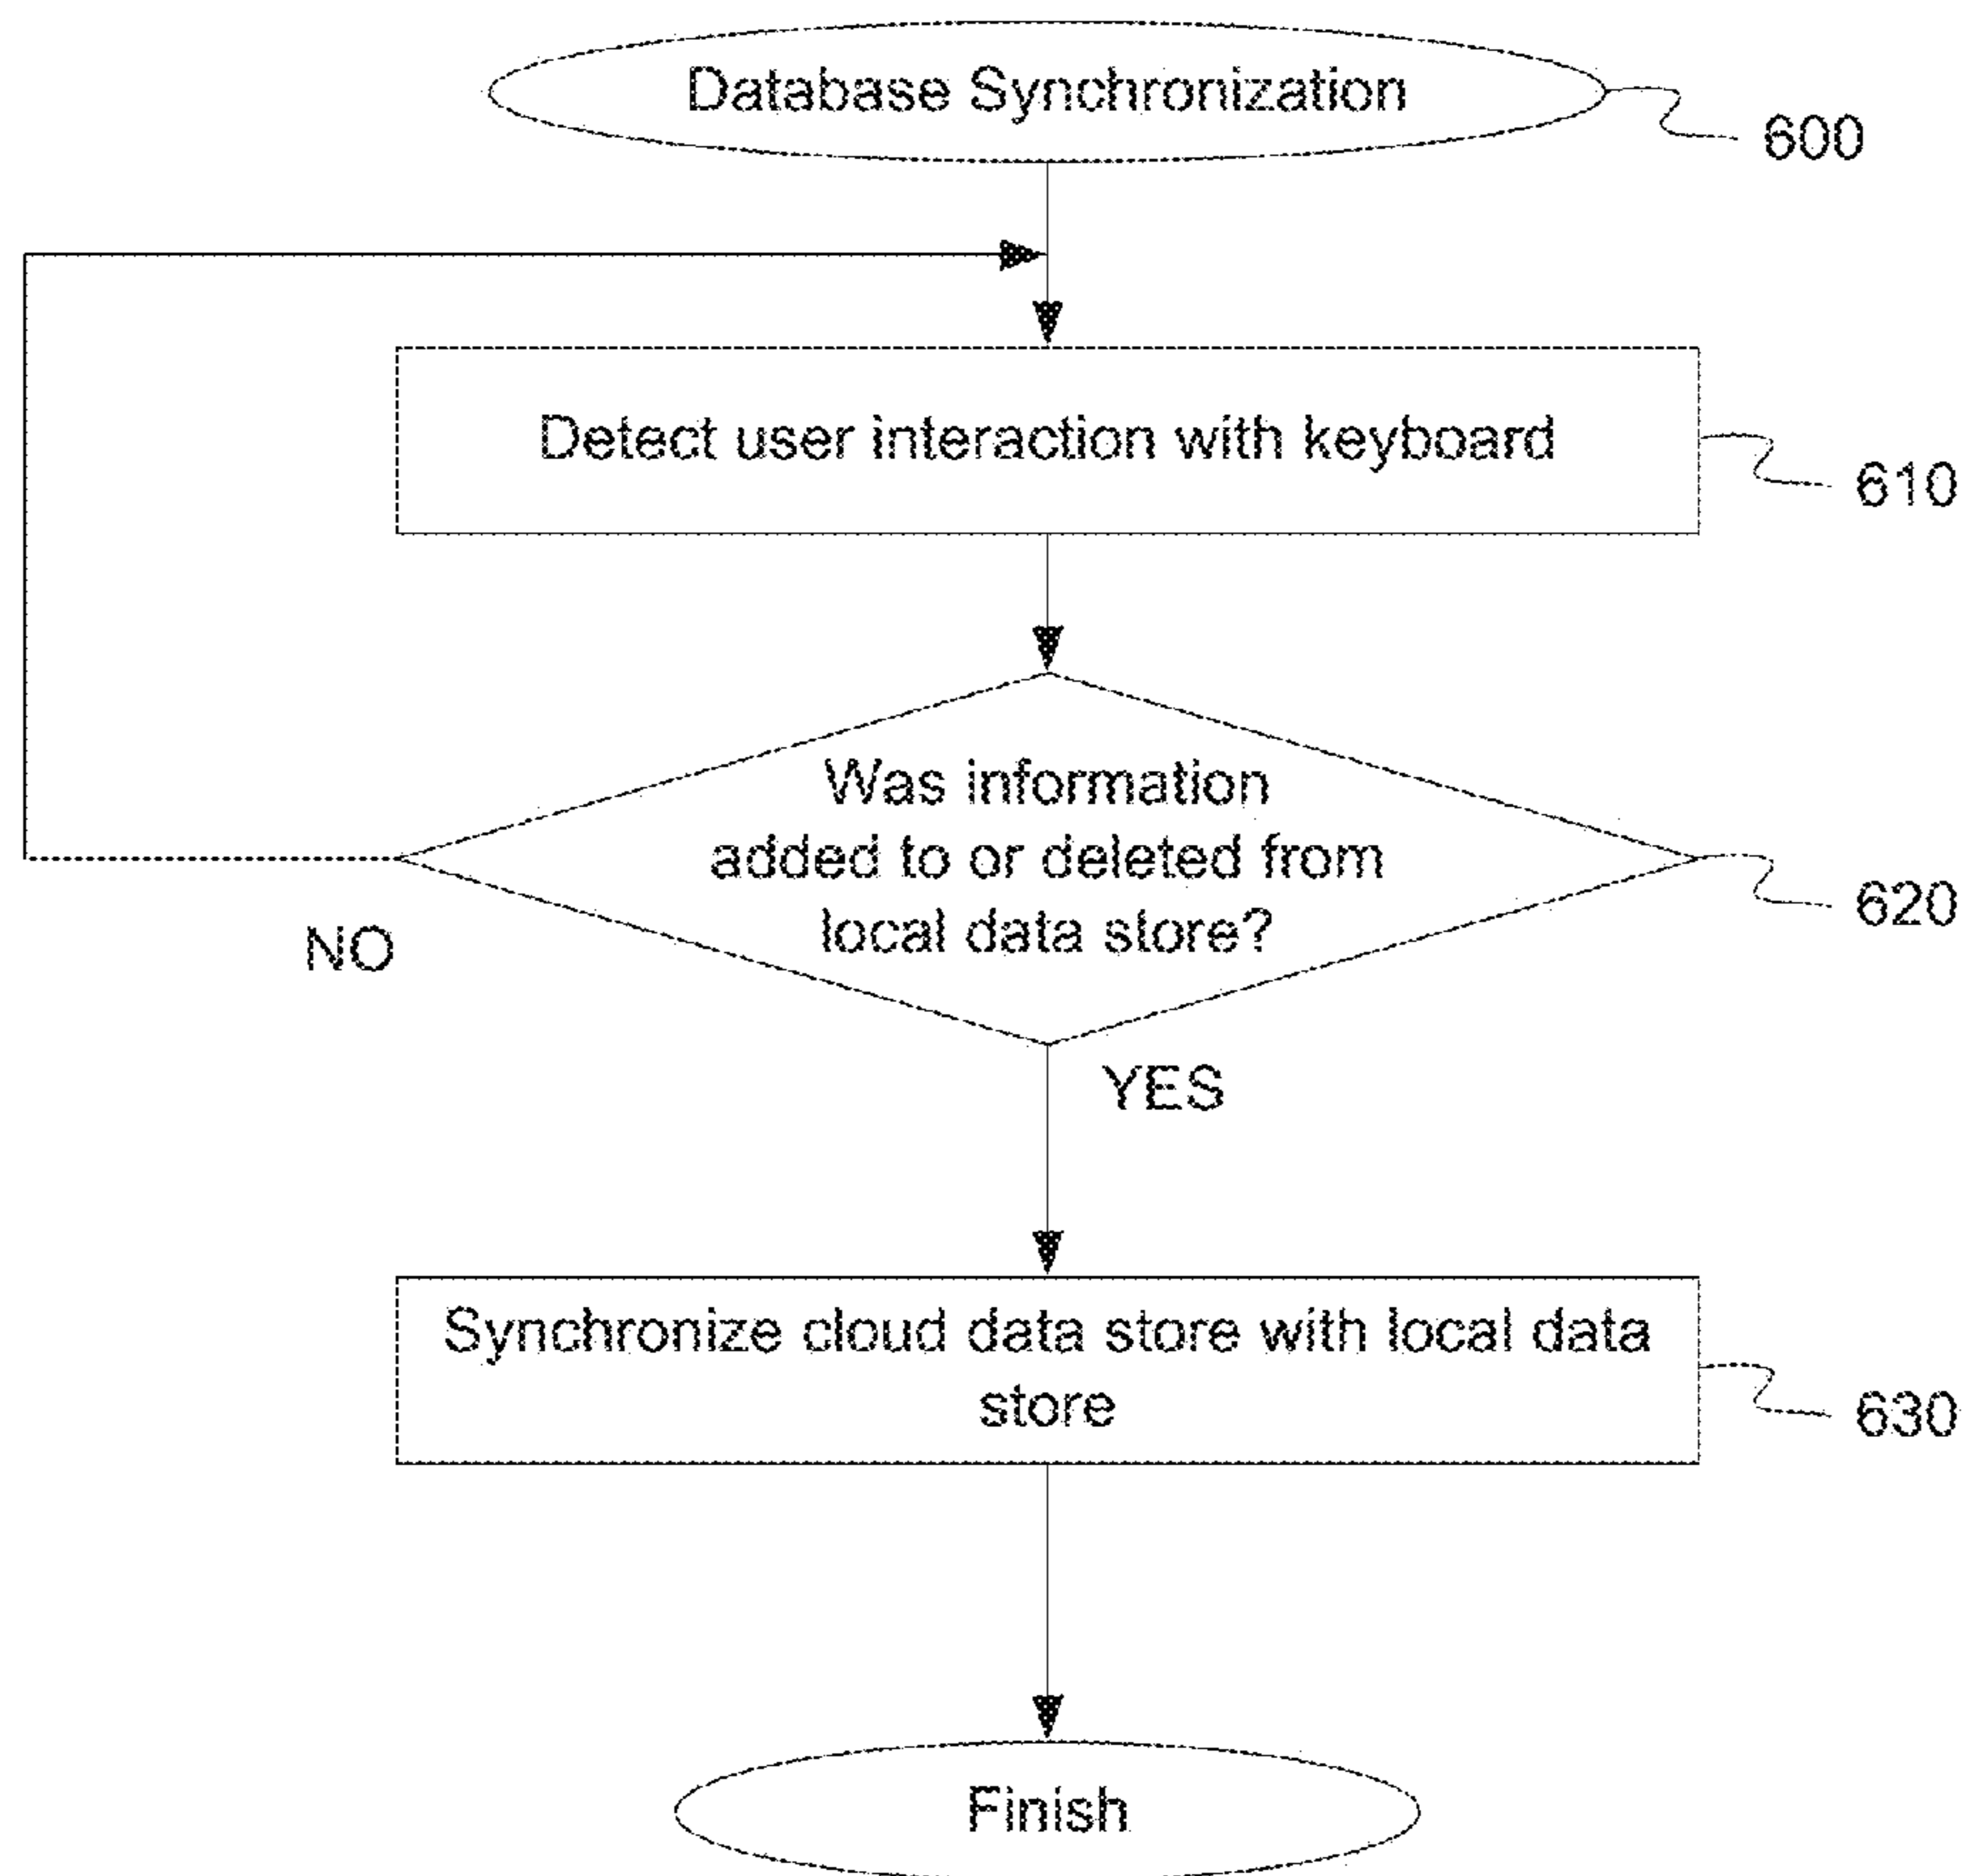 Database Synchronization
600
Detect user interaction with keyboard
610
Was information
added to or deleted from
local data store?
620
NO
YES
Synchronize cloud data store with local data
store
630
Finish